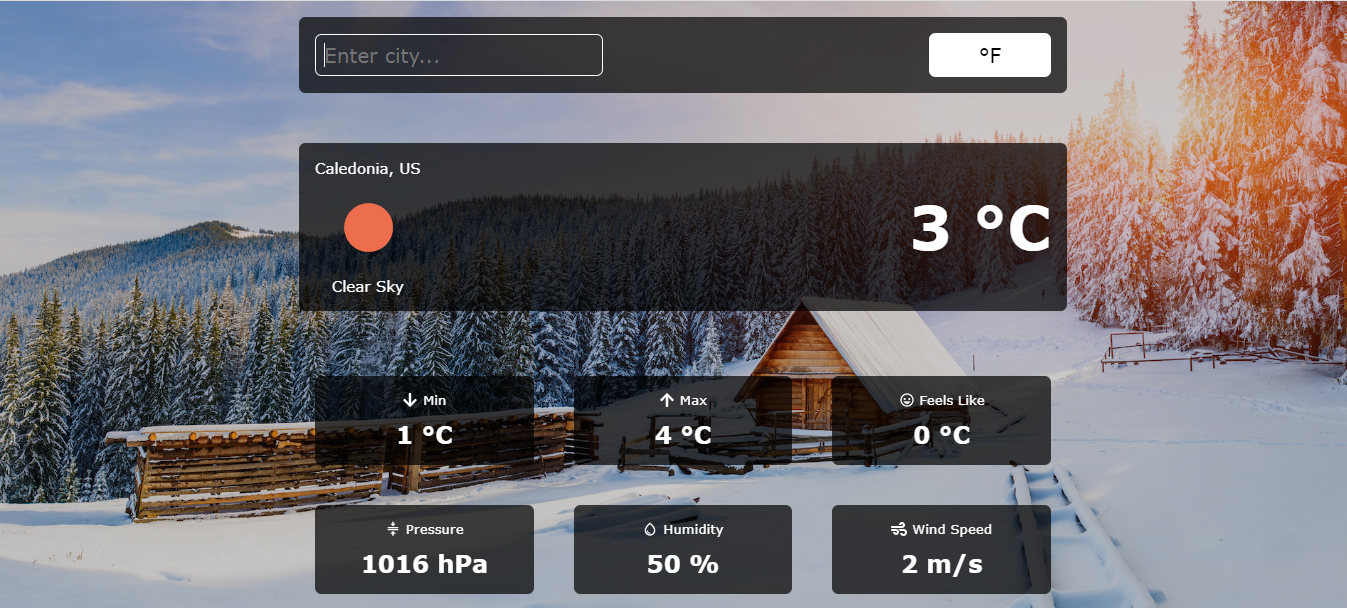 Enter city...
°F
Caledonia, US
3 °C
Clear Sky
Min
1 °C
Max
4 °C
Feels Like
0 °C
Pressure
1016 hPa
Humidity
50 %
Wind Speed
2 m/s